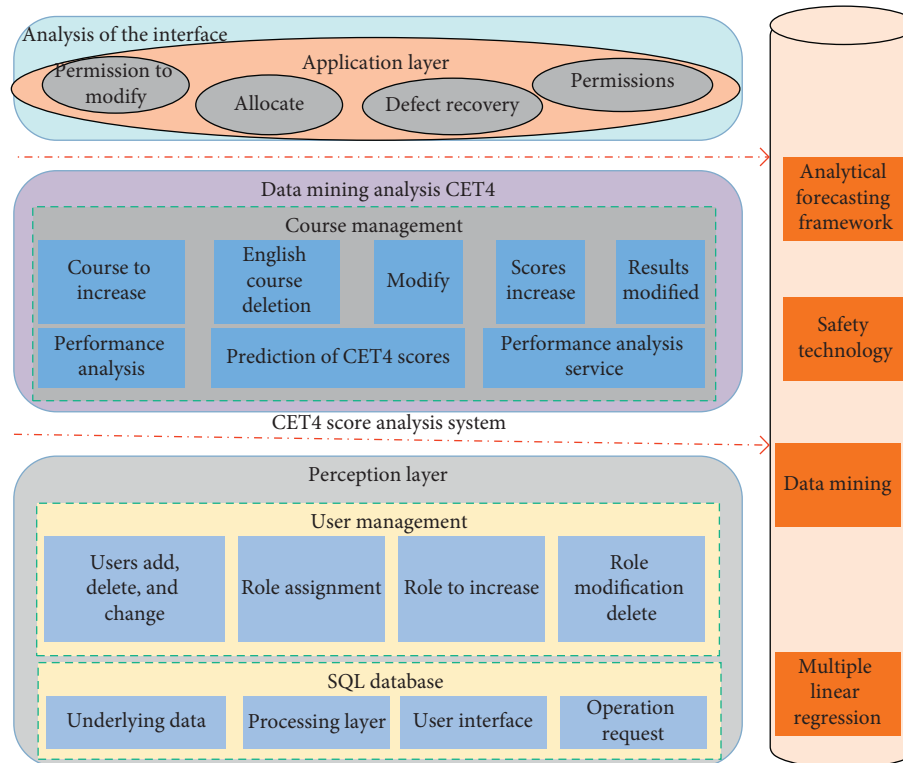 Analysis of the interface
Application layer
Permission to
modify
Allocate
Defect recovery
Permissions
Data mining analysis CET4
Course management
Course to
increase
English
course
deletion
Modify
Scores
increase
Results
modified
Performance
analysis
Prediction of CET4 scores
Performance analysis
service
CET4 score analysis system
Perception layer
User management
Users add,
delete, and
change
Role assignment
Role to increase
Role
modification
delete
SQL database
Underlying data
Processing layer
User interface
Operation
request
Analytical
forecasting
framework
Safety
technology
Data mining
Multiple
linear
regression